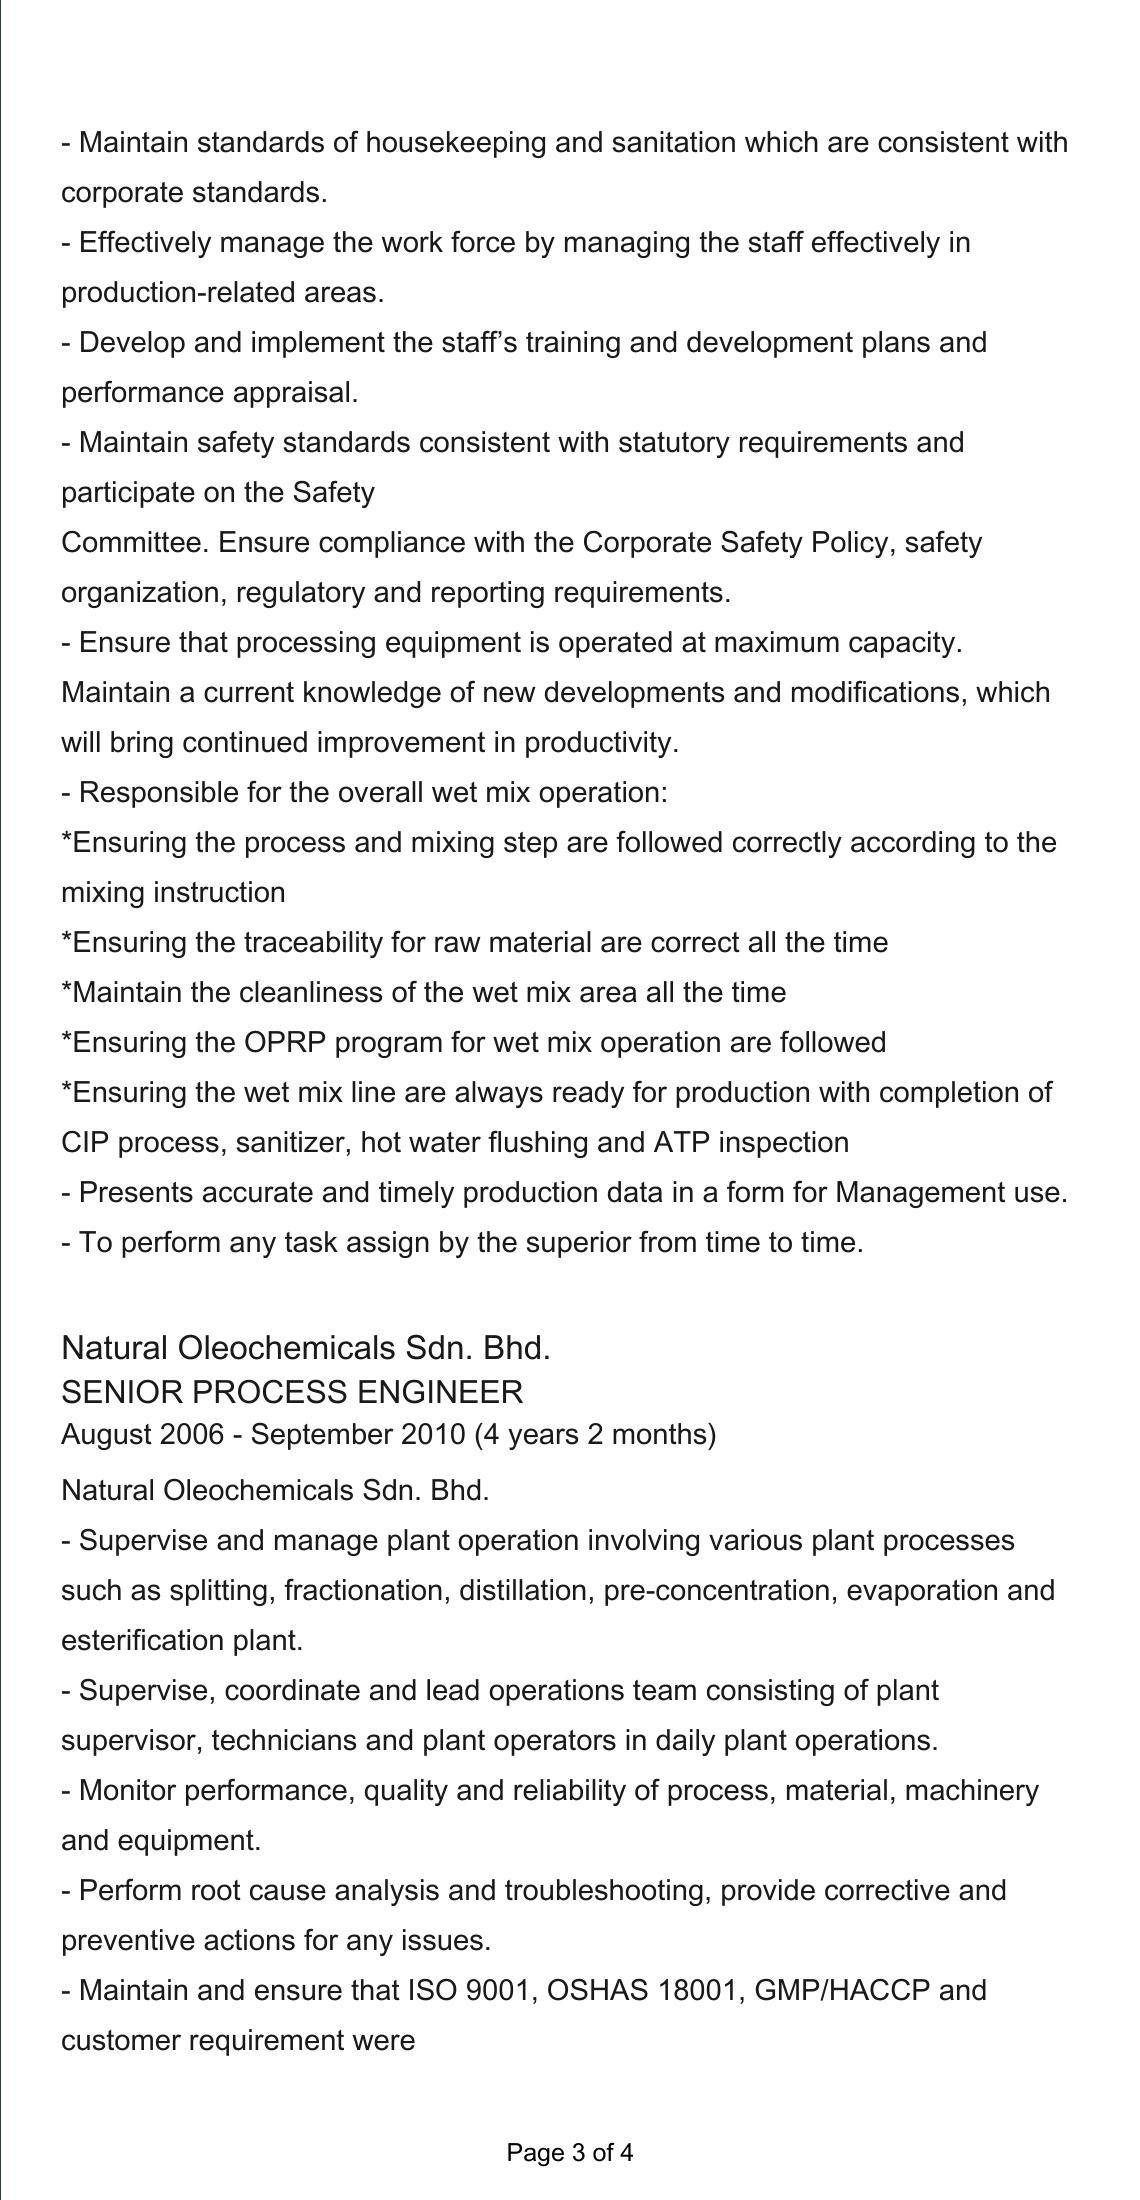 - Maintain standards of housekeeping and sanitation which are consistent with
corporate standards.
- Effectively manage the work force by managing the staff effectively in
production-related areas.
- Develop and implement the staff’s training and development plans and
performance appraisal.
- Maintain safety standards consistent with statutory requirements and
participate on the Safety
Committee. Ensure compliance with the Corporate Safety Policy, safety
organization, regulatory and reporting requirements.
- Ensure that processing equipment is operated at maximum capacity.
Maintain a current knowledge of new developments and modifications, which
will bring continued improvement in productivity.
- Responsible for the overall wet mix operation:
*Ensuring the process and mixing step are followed correctly according to the
mixing instruction
*Ensuring the traceability for raw material are correct all the time
*Maintain the cleanliness of the wet mix area all the time
*Ensuring the OPRP program for wet mix operation are followed
*Ensuring the wet mix line are always ready for production with completion of
CIP process, sanitizer, hot water flushing and ATP inspection
- Presents accurate and timely production data in a form for Management use.
- To perform any task assign by the superior from time to time.
Natural Oleochemicals Sdn. Bhd.
SENIOR PROCESS ENGINEER
August 2006 - September 2010 (4 years 2 months)
Natural Oleochemicals Sdn. Bhd.
- Supervise and manage plant operation involving various plant processes
such as splitting, fractionation, distillation, pre-concentration, evaporation and
esterification plant.
- Supervise, coordinate and lead operations team consisting of plant
supervisor, technicians and plant operators in daily plant operations.
- Monitor performance, quality and reliability of process, material, machinery
and equipment.
- Perform root cause analysis and troubleshooting, provide corrective and
preventive actions for any issues.
- Maintain and ensure that ISO 9001, OSHAS 18001, GMP/HACCP and
customer requirement were
Page 3 of 4